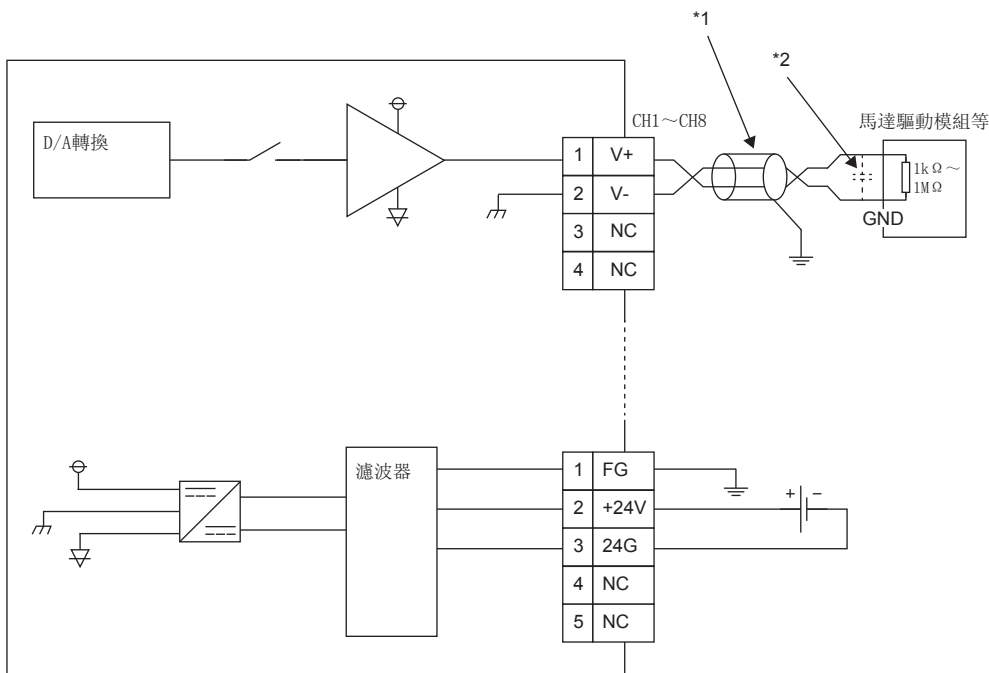 *1
*2
D/A轉換
CH1～CH8
馬達驅動模組等
1 V+
2 V-
3 NC
4 NC
1kΩ～
1MΩ
GND
濾波器
1 FG
2 +24V
3 24G
4 NC
5 NC
+ −